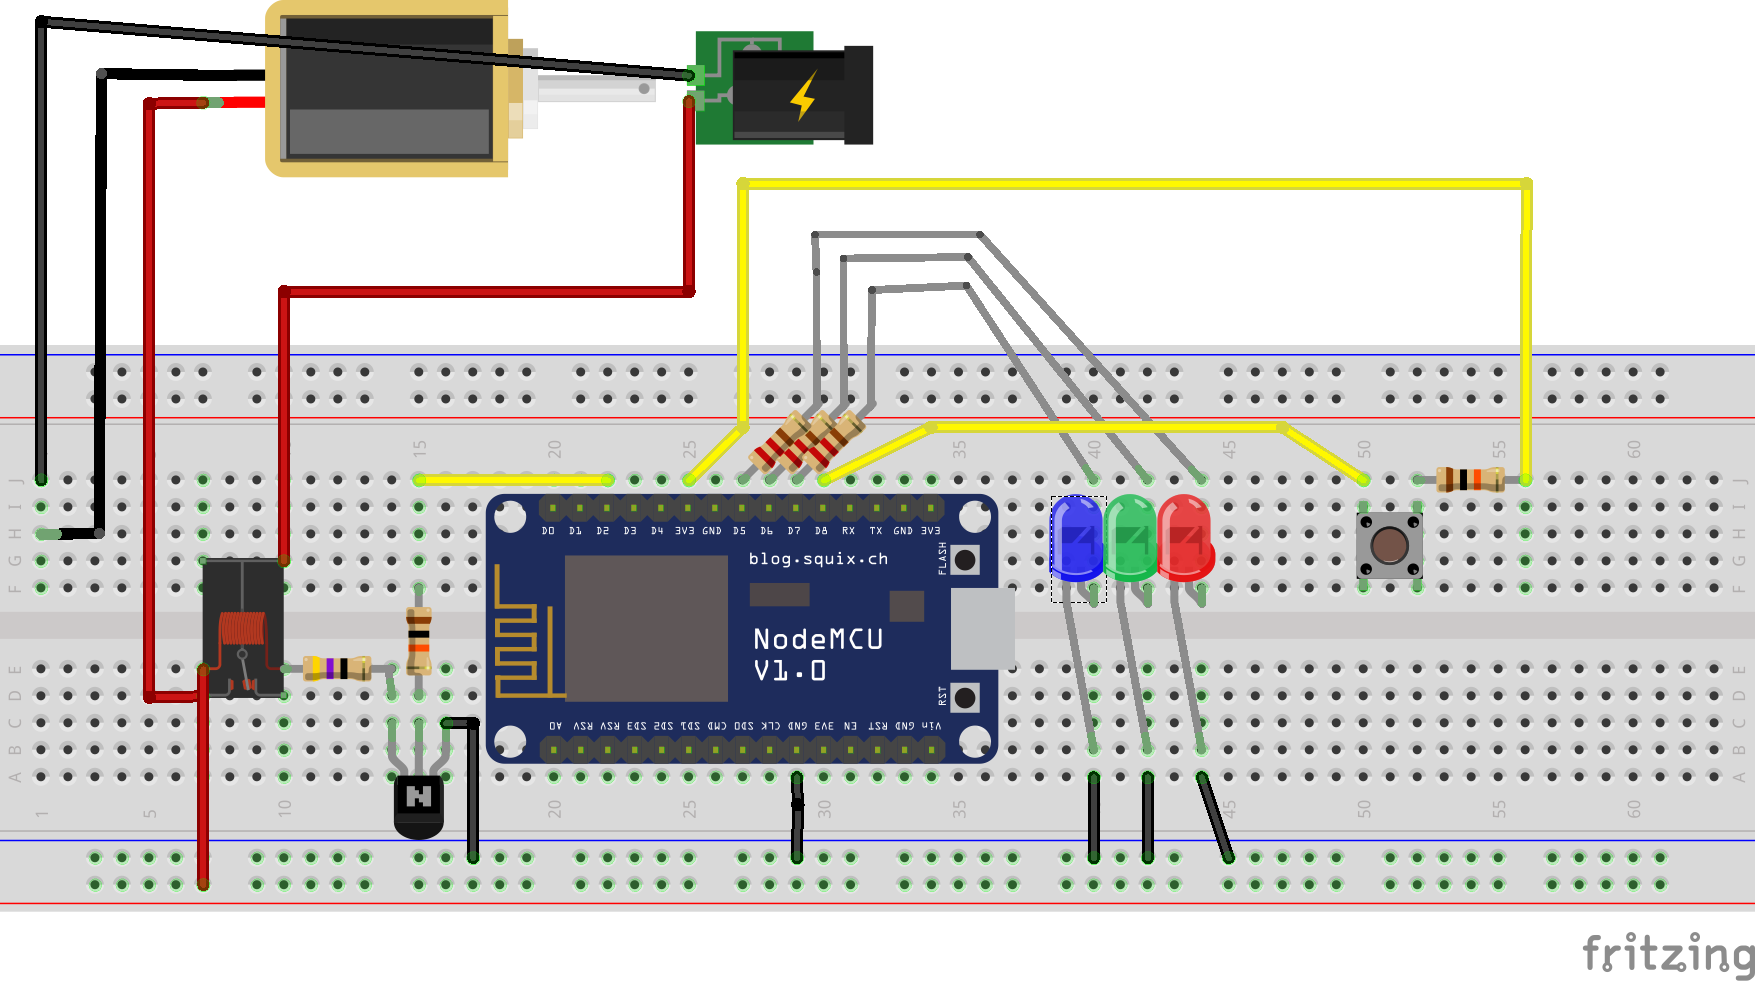 15 20 25 30 35 40 45 50 55 60
J J
I I
H H
G G
F F
D0 D1 D2 D3 D4 3V3 GND D5 D6 D7 D8 RX TX GND 3V3
blog.squix.ch
FLASH
NodeMCU
V1.0
RST
A0 RSV RSV SD3 SD2 SD1 CMD SD0 CLK GND 3V3 EN RST GND Vin
E E
D D
C C
B B
A A
N
1 5 10 20 25 30 35 45 50 55 60
fritzing